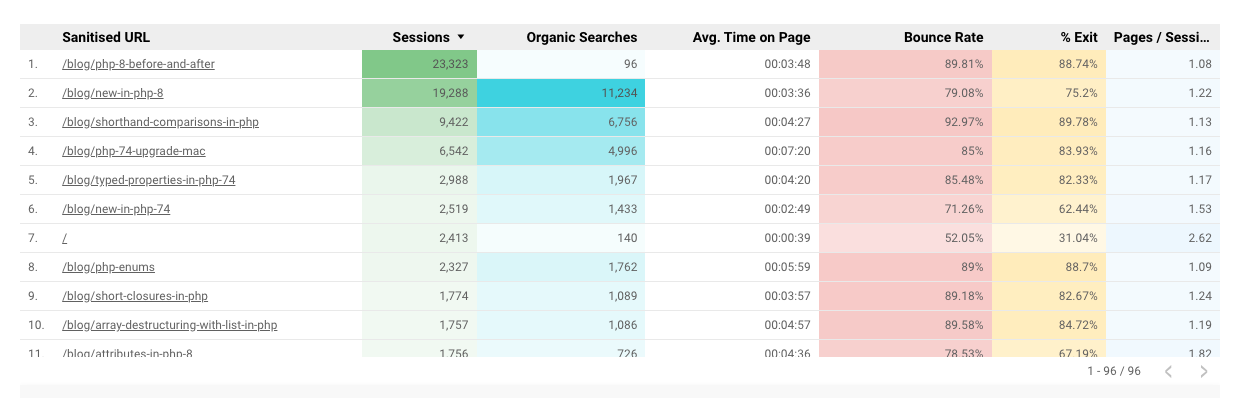 Sanitised URL Sessions ▼ Organic Searches Avg. Time on Page Bounce Rate % Exit Pages / Sessi...
1. /blog/php-8-before-and-after 23,323 96 00:03:48 89.81% 88.74% 1.08
2. /blog/new-in-php-8 19,288 11,234 00:03:36 79.08% 75.2% 1.22
3. /blog/shorthand-comparisons-in-php 9,422 6,756 00:04:27 92.97% 89.78% 1.13
4. /blog/php-74-upgrade-mac 6,542 4,996 00:07:20 85% 83.93% 1.16
5. /blog/typed-properties-in-php-74 2,988 1,967 00:04:20 85.48% 82.33% 1.17
6. /blog/new-in-php-74 2,519 1,433 00:02:49 71.26% 62.44% 1.53
7. / 2,413 140 00:00:39 52.05% 31.04% 2.62
8. /blog/php-enums 2,327 1,762 00:05:59 89% 88.7% 1.09
9. /blog/short-closures-in-php 1,774 1,089 00:03:57 89.18% 82.67% 1.24
10. /blog/array-destructuring-with-list-in-php 1,757 1,086 00:04:57 89.58% 84.72% 1.19
11. /blog/attributes-in-php-8 1,756 726 00:04:36 78.53% 67.19% 1.82
1 - 96 / 96